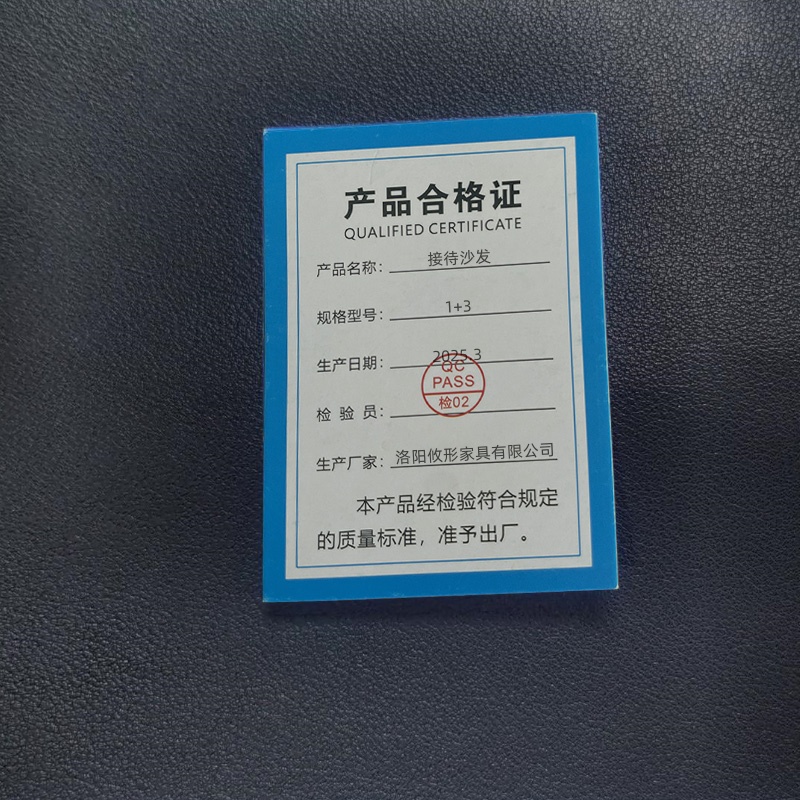 产品合格证
QUALIFIED CERTIFICATE
产品名称：接待沙发
规格型号：1+3
生产日期：2025.3
QC
PASS
检02
检 验 员：
生产厂家：洛阳攸形家具有限公司
本产品经检验符合规定
的质量标准，准予出厂。